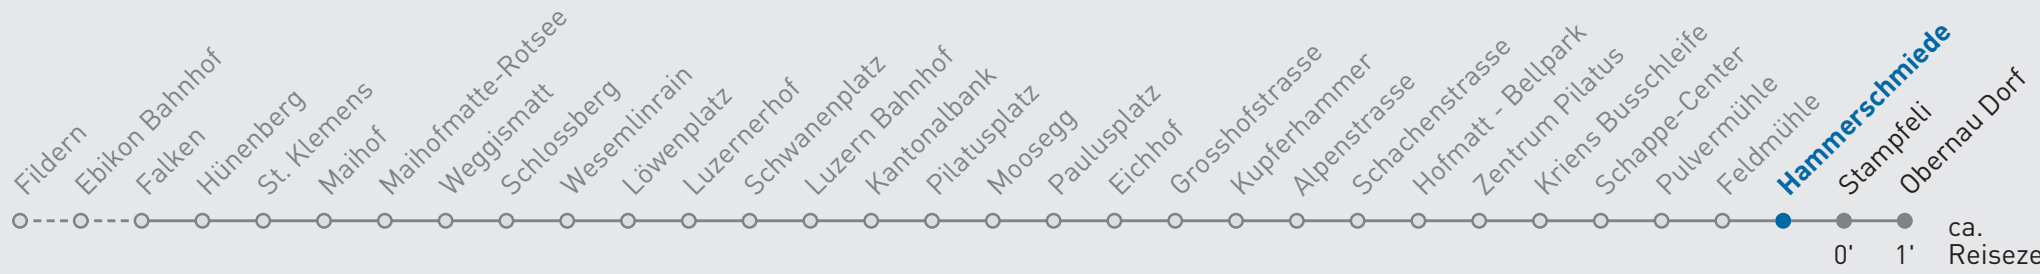 Fildern
Ebikon Bahnhof
Falken
Hünenberg
St. Klemens
Maihof
Maihofmatte-Rotsee
Weggismatt
Schlossberg
Wesemlinrain
Löwenplatz
Luzernerhof
Schwanenplatz
Luzern Bahnhof
Kantonalbank
Pilatusplatz
Moosegg
Paulusplatz
Eichhof
Grosshofstrasse
Kupferhammer
Alpenstrasse
Schachenstrasse
Hofmatt - Bellpark
Zentrum Pilatus
Kriens Busschleife
Schappe-Center
Pulvermühle
Feldmühle
Hammerschmiede
Stampfeli
Obernau Dorf
ca.
0' 1' Reiseze